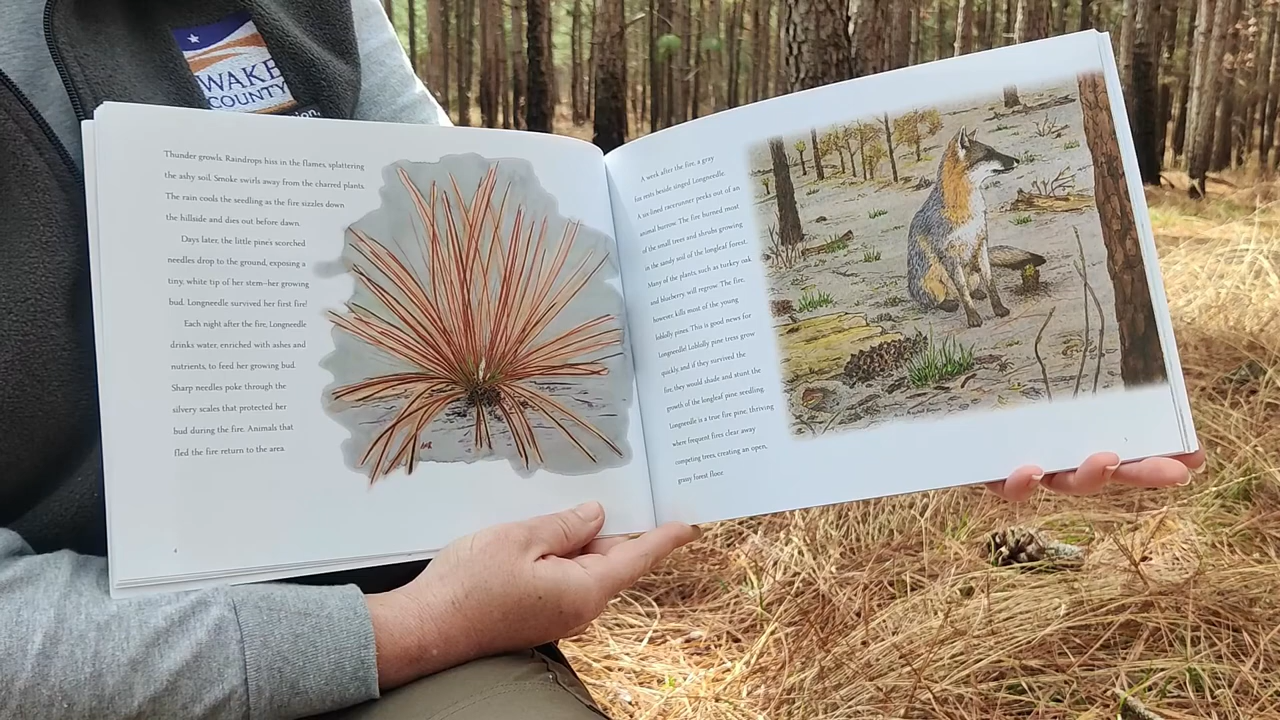 WAKE
COUNTY
Thunder growls. Raindrops hiss in the flames, splattering
the ashy soil. Smoke swirls away from the charred plants.
The rain cools the seedling as the fire sizzles down
the hillside and dies out before dawn.
Days later, the little pine's scorched
needles drop to the ground, exposing a
tiny, white tip of her stem—her growing
bud. Longneedle survived her first fire!
Each night after the fire, Longneedle
drinks water, enriched with ashes and
nutrients, to feed her growing bud.
Sharp needles poke through the
silvery scales that protected her
bud during the fire. Animals that
fled the fire return to the area.
4
A week after the fire, a gray
fox rests beside singed Longneedle.
A six lined racerunner peeks out of an
animal burrow. The fire burned most
of the small trees and shrubs growing
in the sandy soil of the longleaf forest.
Many of the plants, such as turkey oak
and blueberry, will regrow. The fire,
however, kills most of the young
loblolly pines. This is good news for
Longneedle! Loblolly pine trees grow
quickly, and if they survived the
fire, they would shade and stunt the
growth of the longleaf pine seedling.
Longneedle is a true fire pine, thriving
where frequent fires clear away
competing trees, creating an open,
grassy forest floor.